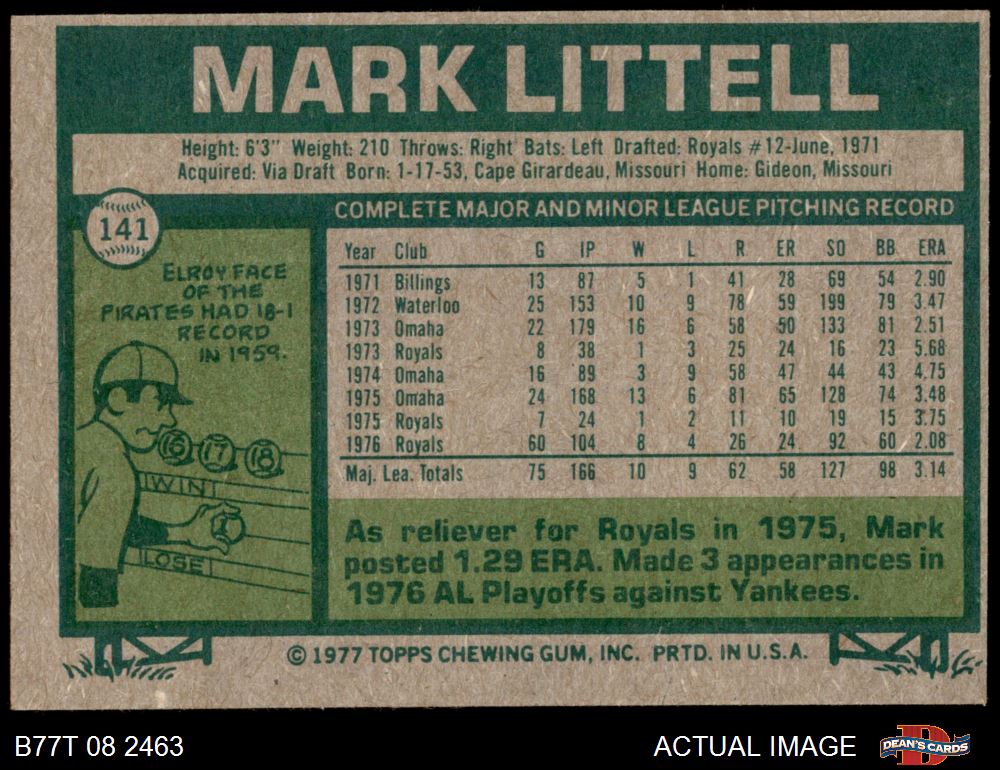 MARK LITTELL
Height: 6'3" Weight: 210 Throws: Right Bats: Left Drafted: Royals #12-June, 1971
Acquired: Via Draft Born: 1-17-53, Cape Girardeau, Missouri Home: Gideon, Missouri
141
ELROY FACE
OF THE
PIRATES HAD 18-1
RECORD
IN 1959.
16 17 18
WIN
1
LOSE
COMPLETE MAJOR AND MINOR LEAGUE PITCHING RECORD
Year Club G IP W L R ER SO BB ERA
1971 Billings 13 87 5 1 41 28 69 54 2.90
1972 Waterloo 25 153 10 9 78 59 199 79 3.47
1973 Omaha 22 179 16 6 58 50 133 81 2.51
1973 Royals 8 38 1 3 25 24 16 23 5.68
1974 Omaha 16 89 3 9 58 47 44 43 4.75
1975 Omaha 24 168 13 6 81 65 128 74 3.48
1975 Royals 7 24 1 2 11 10 19 15 3.75
1976 Royals 60 104 8 4 26 24 92 60 2.08
Maj. Lea. Totals 75 166 10 9 62 58 127 98 3.14
As reliever for Royals in 1975, Mark
posted 1.29 ERA. Made 3 appearances in
1976 AL Playoffs against Yankees.
© 1977 TOPPS CHEWING GUM, INC. PRTD. IN U.S.A.
B77T 08 2463
ACTUAL IMAGE
D
DEAN'S CARDS